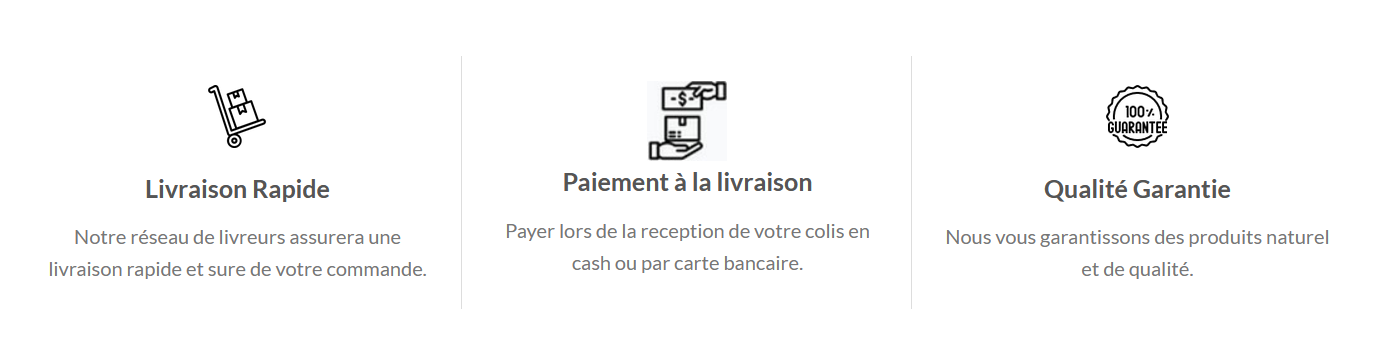 Livraison Rapide
Notre réseau de livreurs assurera une
livraison rapide et sure de votre commande.
-$-
Paiement à la livraison
Payer lors de la reception de votre colis en
cash ou par carte bancaire.
100%
GUARANTEE
Qualité Garantie
Nous vous garantissons des produits naturel
et de qualité.